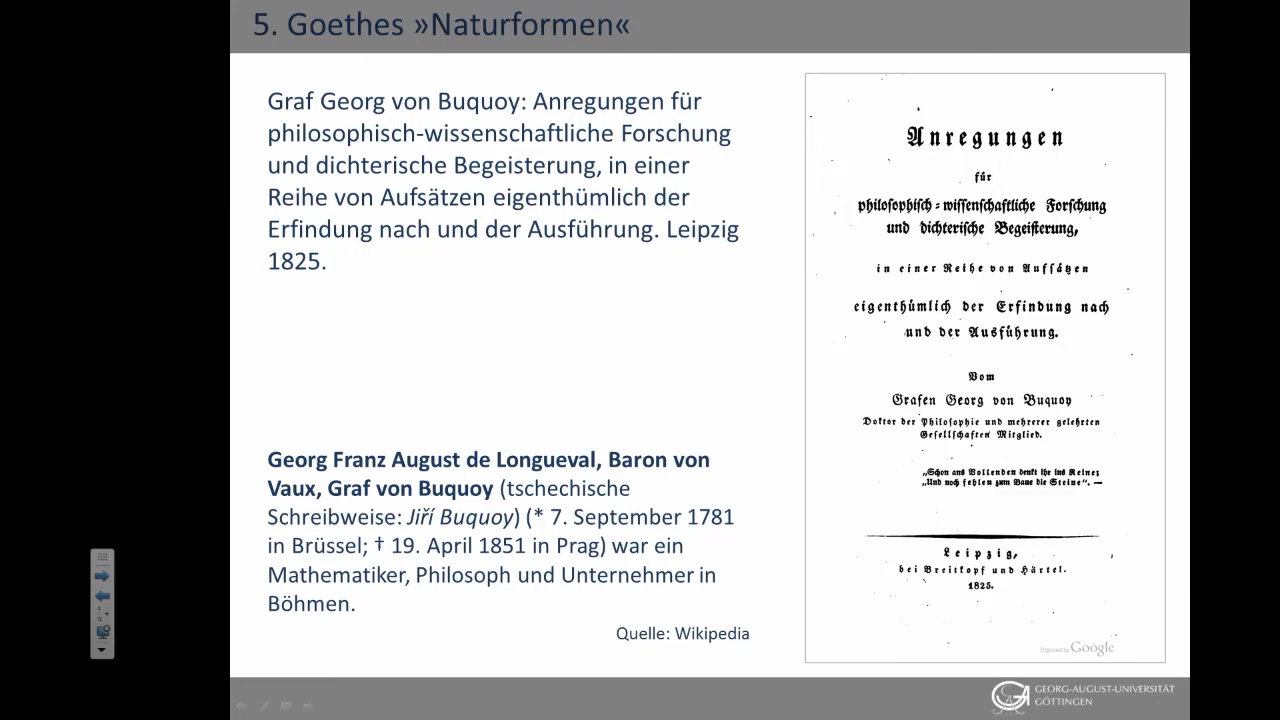 5. Goethes »Naturformen«
Graf Georg von Buquoy: Anregungen für
philosophisch-wissenschaftliche Forschung
und dichterische Begeisterung, in einer
Reihe von Aufsätzen eigenthümlich der
Erfindung nach und der Ausführung. Leipzig
1825.
Georg Franz August de Longueval, Baron von
Vaux, Graf von Buquoy (tschechische
Schreibweise: Jiří Buquoy) (* 7. September 1781
in Brüssel; † 19. April 1851 in Prag) war ein
Mathematiker, Philosoph und Unternehmer in
Böhmen.
Quelle: Wikipedia
Anregungen
für
philosophisch-wissenschaftliche Forschung
und dichterische Begeisterung,
in einer Reihe von Aufsätzen
eigenthümlich der Erfindung nach
und der Ausführung.
Vom
Grafen Georg von Buquoy
Doktor der Philosophie und mehrerer gelehrten
Gesellschaften Mitglied.
„Schon ans Vollenden denkt ihr ins Reine;
„Und noch fehlen zum Baue die Steine“. —
Leipzig,
bei Breitkopf und Härtel.
1825.
Digitized by Google
GEORG-AUGUST-UNIVERSITÄT
GÖTTINGEN